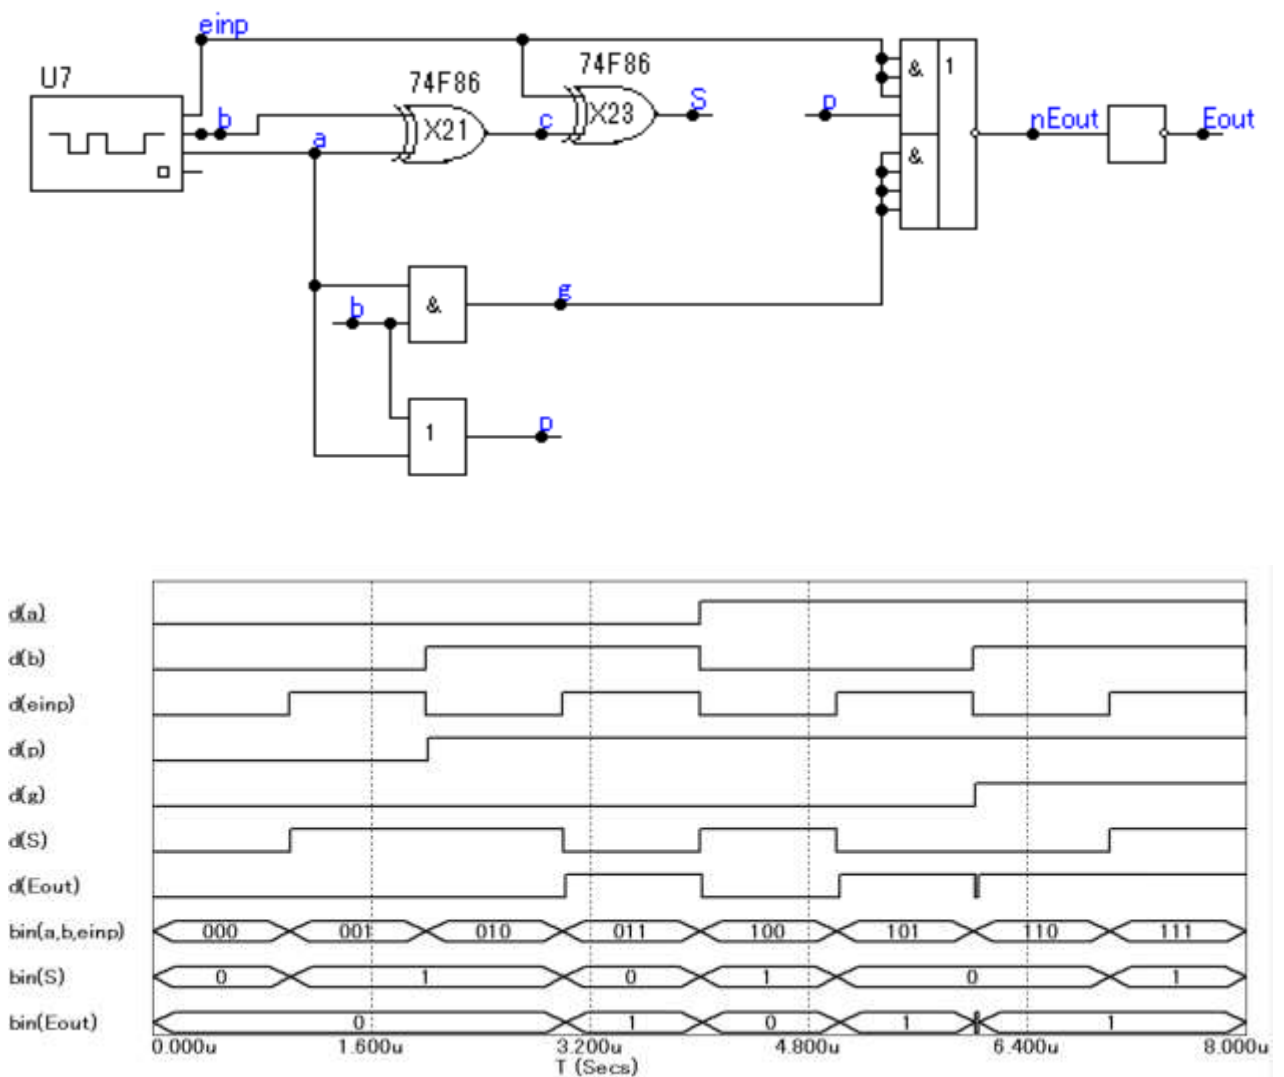 einp
U7
74F86
74F86
b
a
X21
c
X23
S
p
&
1
&
nEout
Eout
b
&
g
1
p
d(a)
d(b)
d(einp)
d(p)
d(g)
d(S)
d(Eout)
bin(a,b,einp) 000 001 010 011 100 101 110 111
bin(S) 0 1 0 1 0 1
bin(Eout) 0 1 0 1 1
0.000u 1.600u 3.200u 4.800u 6.400u 8.000u
T (Secs)